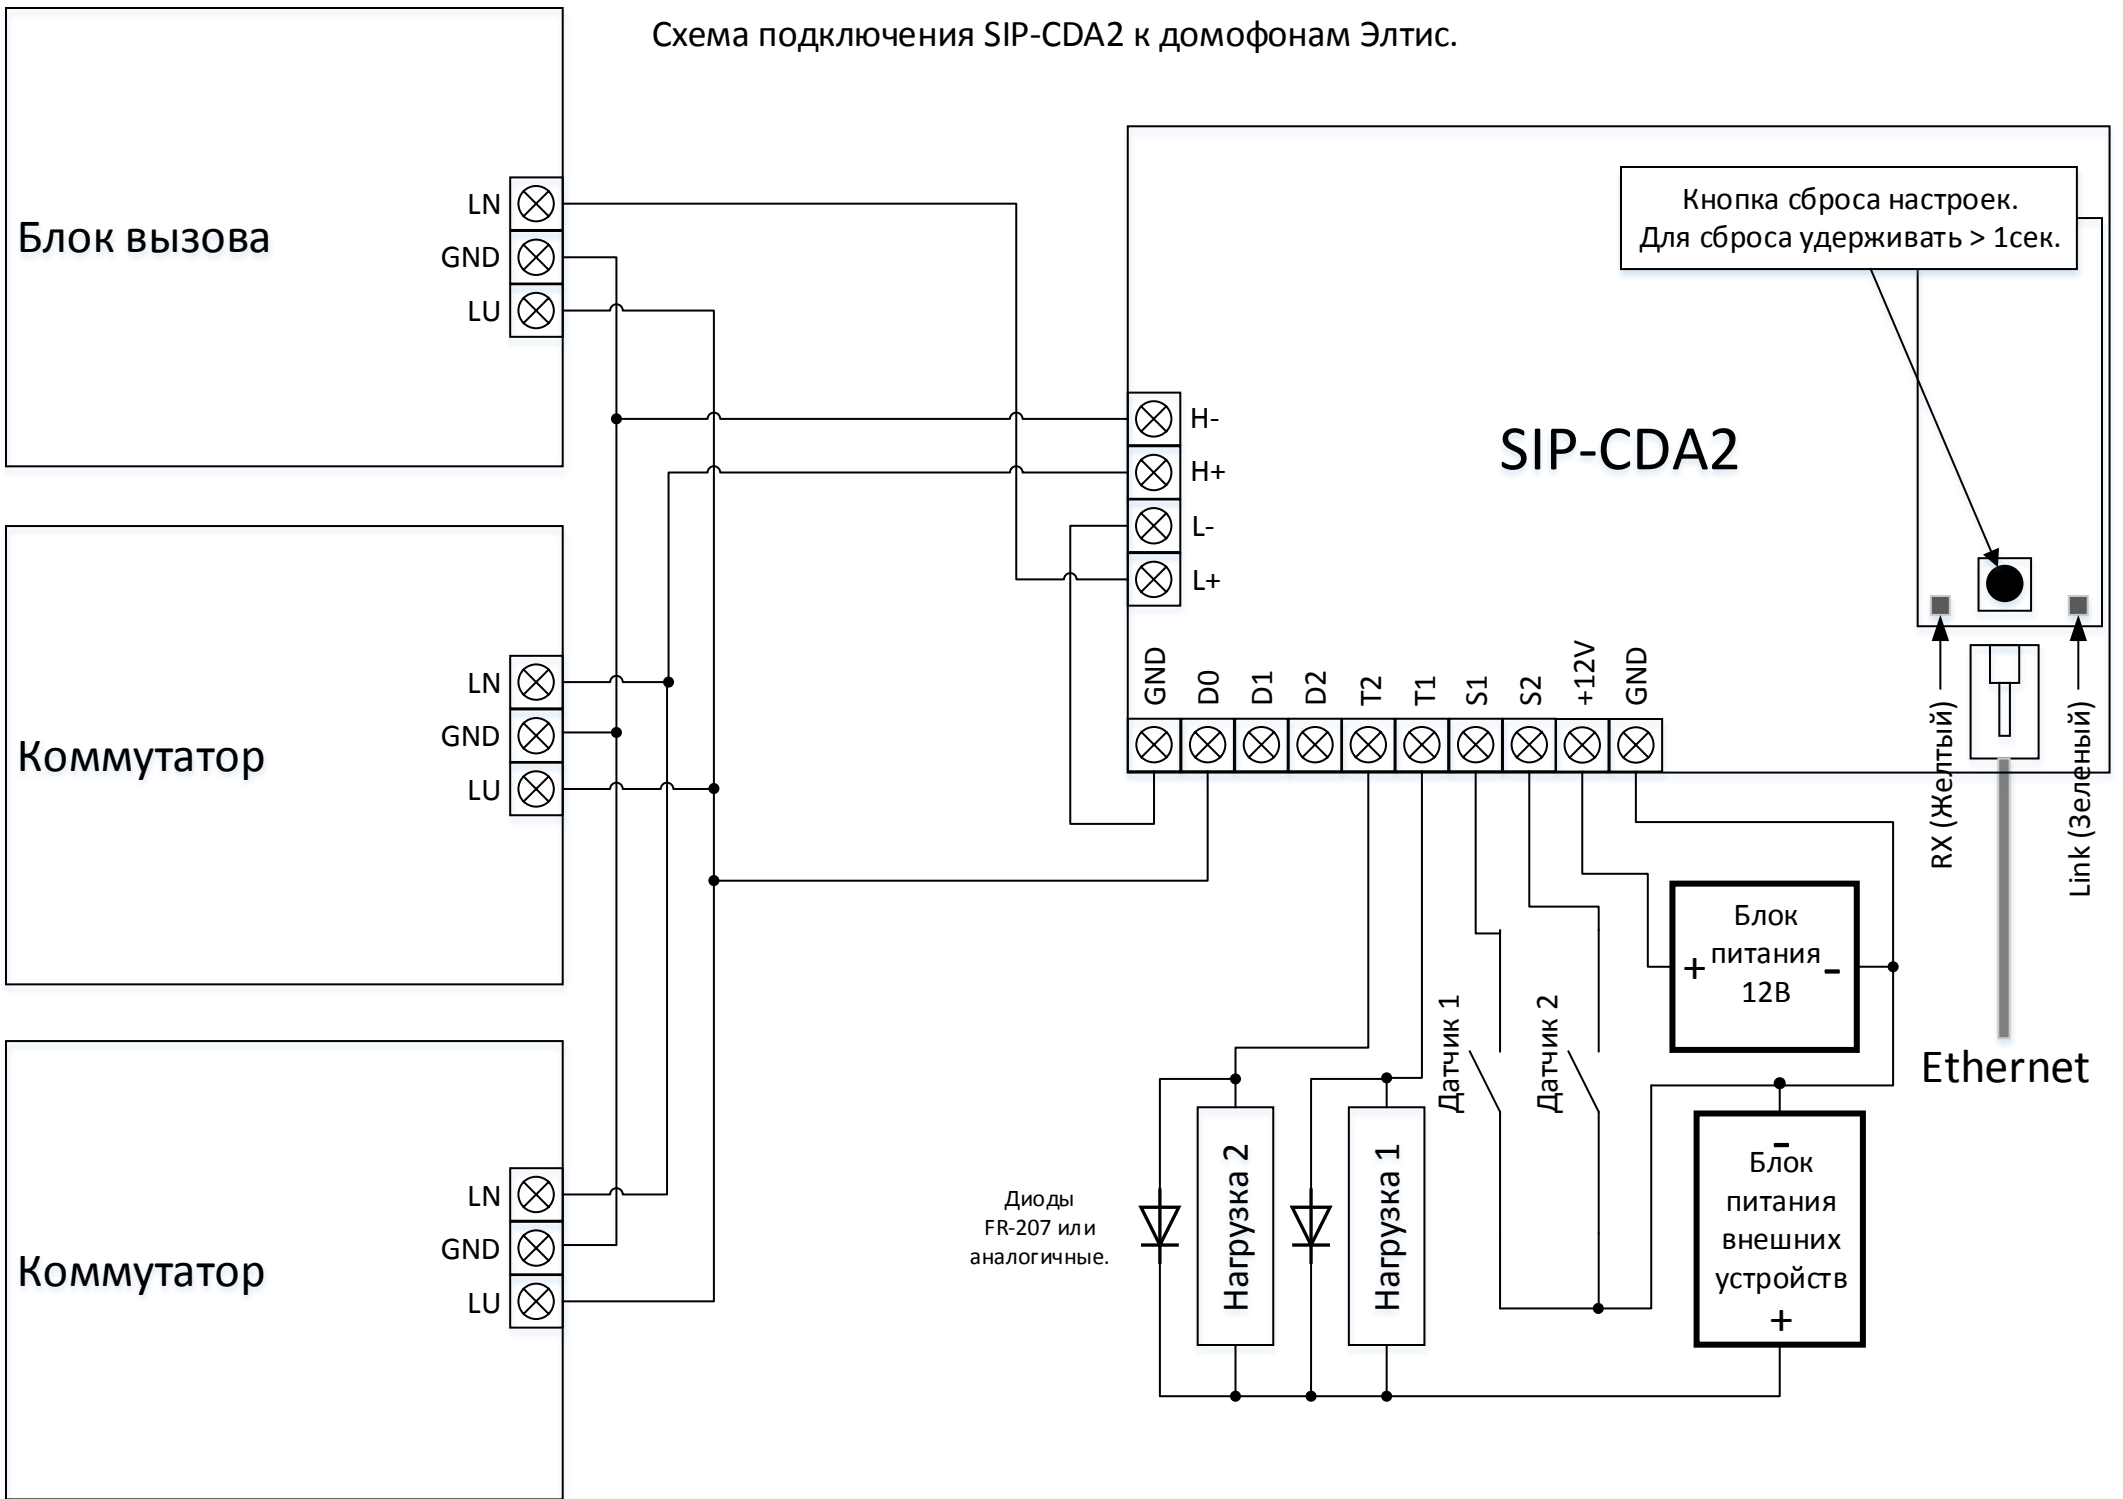 Схема подключения SIP-CDA2 к домофонам Элтис.
Блок вызова
LN
GND
LU
Коммутатор
LN
GND
LU
Коммутатор
LN
GND
LU
Кнопка сброса настроек.
Для сброса удерживать > 1сек.
SIP-CDA2
H-
H+
L-
L+
GND
D0
D1
D2
T2
T1
S1
S2
+12V
GND
RX (Желтый)
Link (Зеленый)
Ethernet
Блок
питания
12В
+
-
Датчик 1
Датчик 2
Диоды
FR-207 или
аналогичные.
Нагрузка 2
Нагрузка 1
-
Блок
питания
внешних
устройств
+